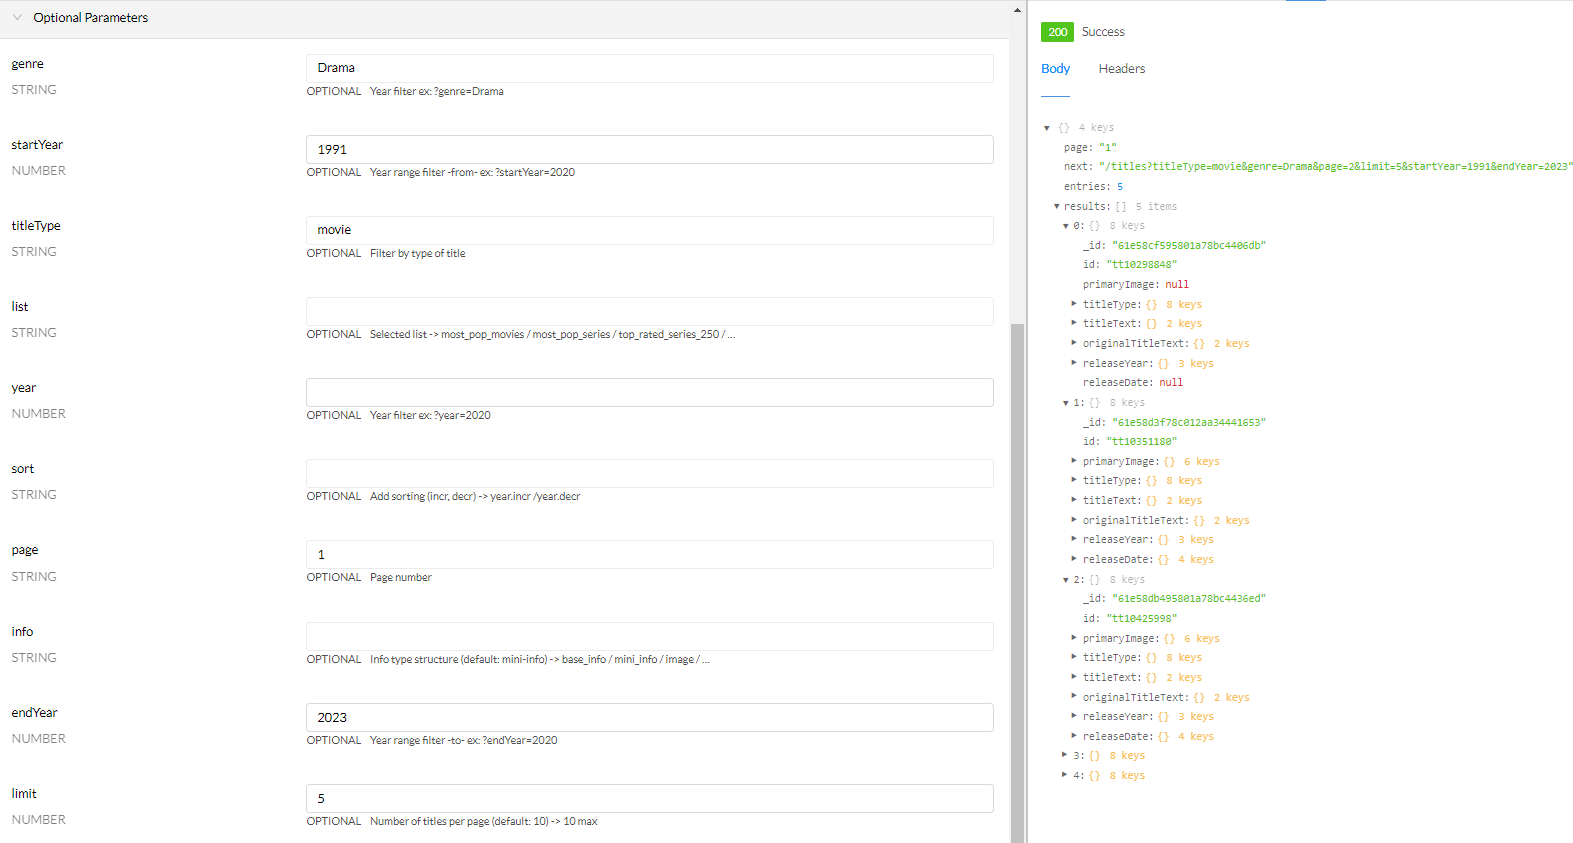 Optional Parameters
genre
STRING
Drama
OPTIONAL Year filter ex: ?genre=Drama
startYear
NUMBER
1991
OPTIONAL Year range filter -from- ex: ?startYear=2020
titleType
STRING
movie
OPTIONAL Filter by type of title
list
STRING
OPTIONAL Selected list -> most_pop_movies / most_pop_series / top_rated_series_250 / ...
year
NUMBER
OPTIONAL Year filter ex: ?year=2020
sort
STRING
OPTIONAL Add sorting (incr, decr) -> year.incr /year.decr
page
STRING
1
OPTIONAL Page number
info
STRING
OPTIONAL Info type structure (default: mini-info) -> base_info / mini_info / image / ...
endYear
NUMBER
2023
OPTIONAL Year range filter -to- ex: ?endYear=2020
limit
NUMBER
5
OPTIONAL Number of titles per page (default: 10) -> 10 max
200 Success
Body Headers
{} 4 keys
page: "1"
next: "/titles?titleType=movie&genre=Drama&page=2&limit=5&startYear=1991&endYear=2023"
entries: 5
results: [] 5 items
0: {} 8 keys
_id: "61e58cf595801a78bc4406db"
id: "tt10298848"
primaryImage: null
titleType: {} 8 keys
titleText: {} 2 keys
originalTitleText: {} 2 keys
releaseYear: {} 3 keys
releaseDate: null
1: {} 8 keys
_id: "61e58d3f78c012aa34441653"
id: "tt10351180"
primaryImage: {} 6 keys
titleType: {} 8 keys
titleText: {} 2 keys
originalTitleText: {} 2 keys
releaseYear: {} 3 keys
releaseDate: {} 4 keys
2: {} 8 keys
_id: "61e58db495801a78bc4436ed"
id: "tt10425998"
primaryImage: {} 6 keys
titleType: {} 8 keys
titleText: {} 2 keys
originalTitleText: {} 2 keys
releaseYear: {} 3 keys
releaseDate: {} 4 keys
3: {} 8 keys
4: {} 8 keys